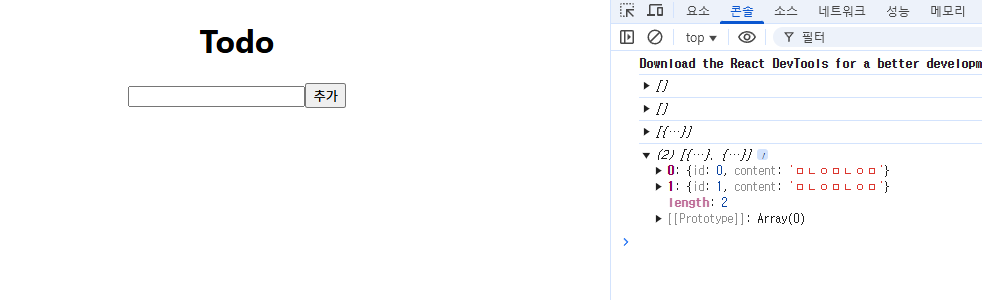 Todo
추가
요소 콘솔 소스 네트워크 성능 메모리
top 필터
Download the React DevTools for a better developm
[]
[]
[{…}]
(2) [{…}, {…}] i
0: {id: 0, content: 'ㅁㄴㅇㅁㄴㅇㅁ'}
1: {id: 1, content: 'ㅁㄴㅇㅁㄴㅇㅁ'}
length: 2
[[Prototype]]: Array(0)